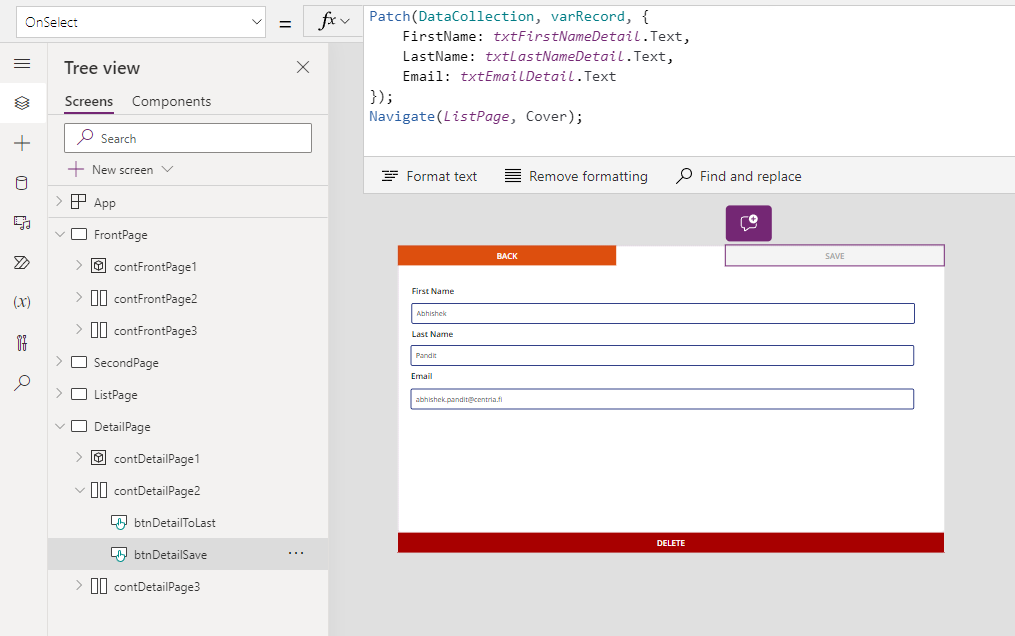 OnSelect
=
fx
Patch(DataCollection, varRecord, {
FirstName: txtFirstNameDetail.Text,
LastName: txtLastNameDetail.Text,
Email: txtEmailDetail.Text
});
Navigate(ListPage, Cover);
Format text
Remove formatting
Find and replace
Tree view
Screens
Components
Search
New screen
App
FrontPage
contFrontPage1
contFrontPage2
contFrontPage3
SecondPage
ListPage
DetailPage
contDetailPage1
contDetailPage2
btnDetailToLast
btnDetailSave
...
contDetailPage3
(x)
BACK
SAVE
First Name
Abhishek
Last Name
Pandit
Email
abhishek.pandit@centria.fi
DELETE